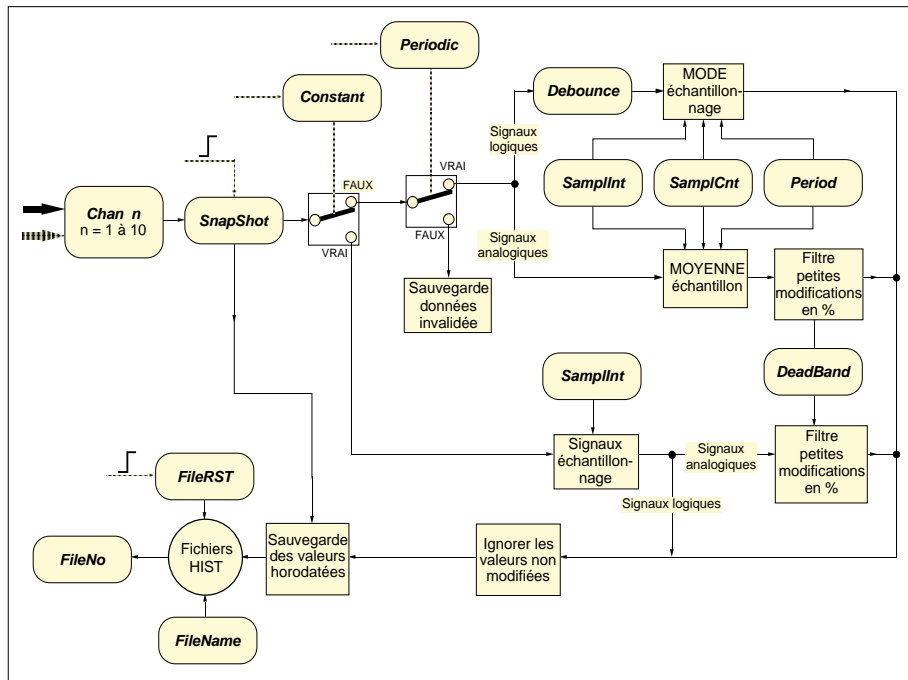 Periodic
Constant
Debounce
MODE
échantillon-
nage
Signaux
logiques
VRAI
FAUX
SamplInt
SamplCnt
Period
Chan n
n = 1 à 10
SnapShot
FAUX
VRAI
Signaux
analogiques
MOYENNE
échantillon
Filtre
petites
modifications
en %
Sauvegarde
données
invalidée
SamplInt
DeadBand
Signaux
échantillon-
nage
Signaux
analogiques
Filtre
petites
modifications
en %
Signaux logiques
FileRST
FileNo
Fichiers
HIST
Sauvegarde
des valeurs
horodatées
Ignorer les
valeurs non
modifiées
FileName